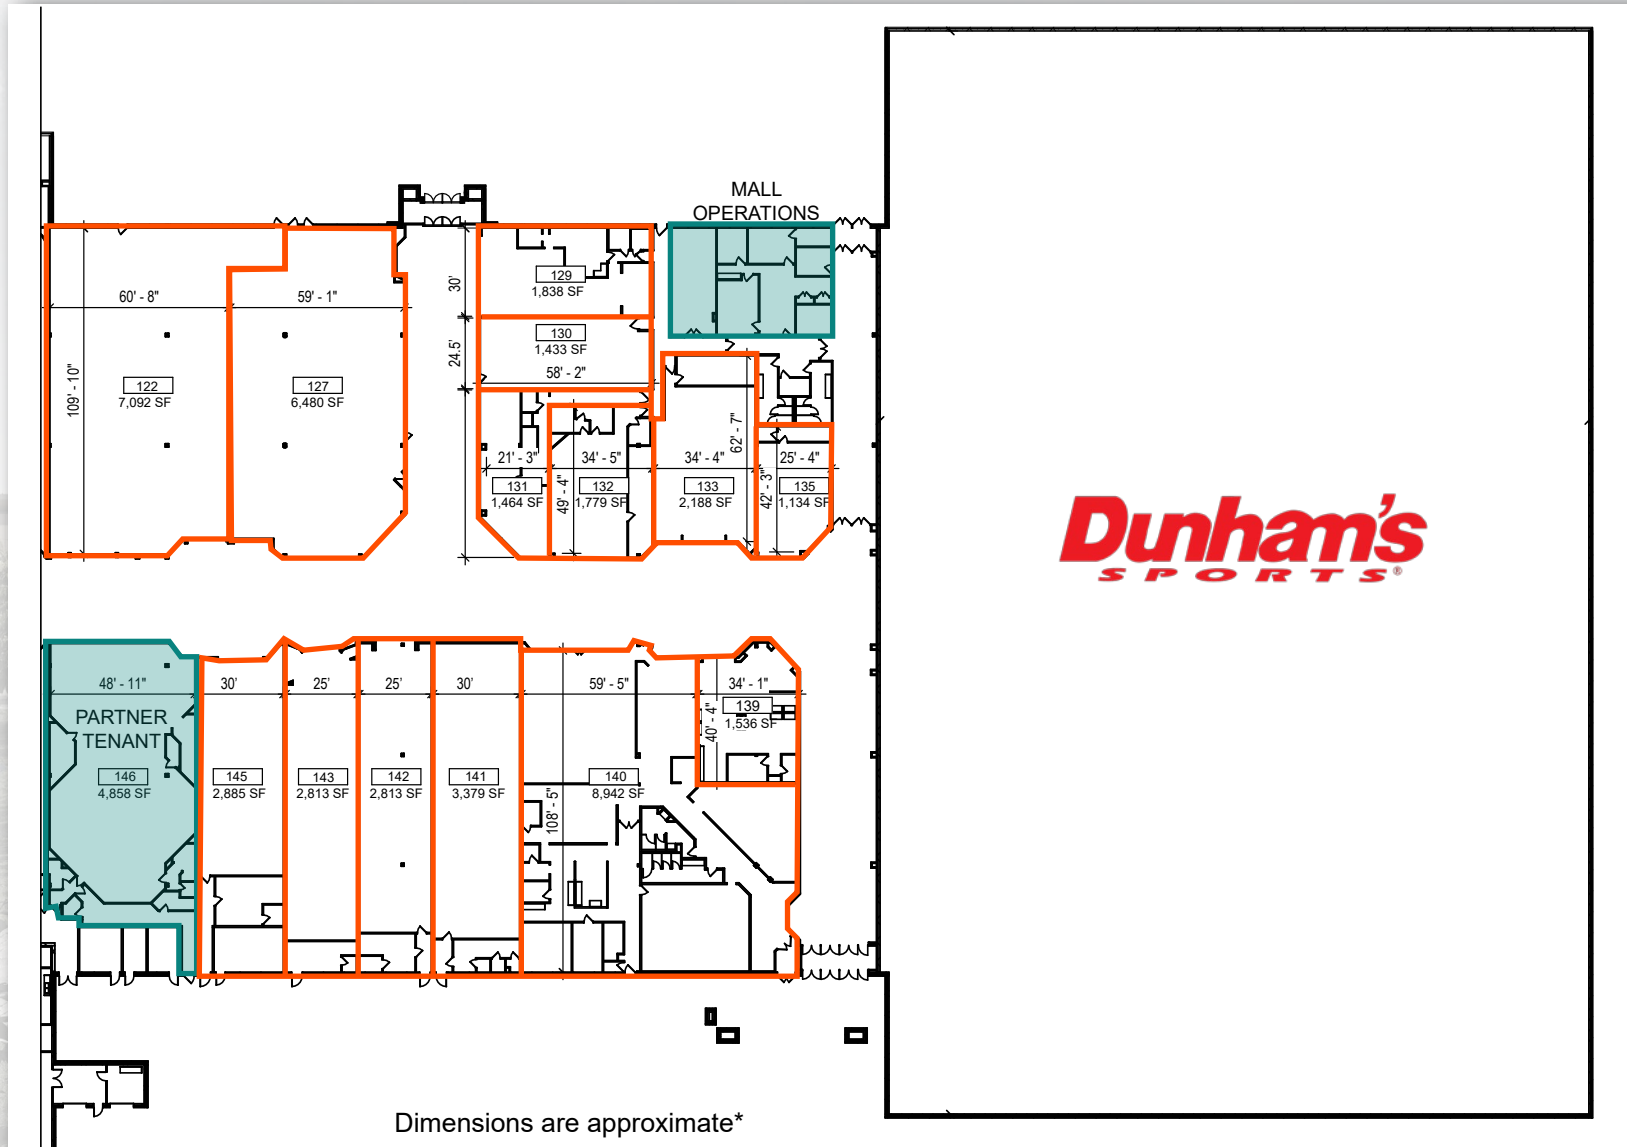 MALL
OPERATIONS
129
1,838 SF
30'
60' - 8"
59' - 1"
130
1,433 SF
24.5'
58' - 2"
109' - 10"
122
7,092 SF
127
6,480 SF
62' - 7"
21' - 3"
34' - 5"
34' - 4"
25' - 4"
131
1,464 SF
49' - 4"
132
1,779 SF
133
2,188 SF
42' - 3"
135
1,134 SF
Dunham's
SPORTS®
48' - 11"
30'
25'
25'
30'
59' - 5"
34' - 1"
PARTNER
TENANT
139
1,536 SF
40' - 4"
146
4,858 SF
145
2,885 SF
143
2,813 SF
142
2,813 SF
141
3,379 SF
140
8,942 SF
108' - 5"
Dimensions are approximate*